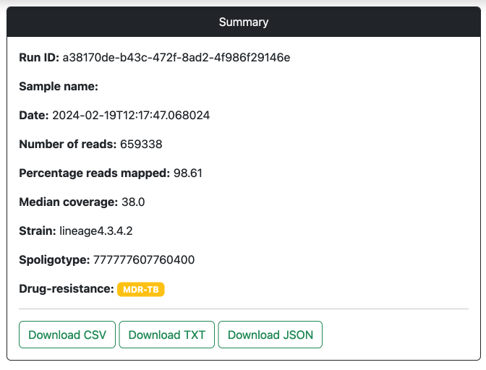 Summary
Run ID: a38170de-b43c-472f-8ad2-4f986f29146e
Sample name:
Date: 2024-02-19T12:17:47.068024
Number of reads: 659338
Percentage reads mapped: 98.61
Median coverage: 38.0
Strain: lineage4.3.4.2
Spoligotype: 777777607760400
Drug-resistance: MDR-TB
Download CSV Download TXT Download JSON